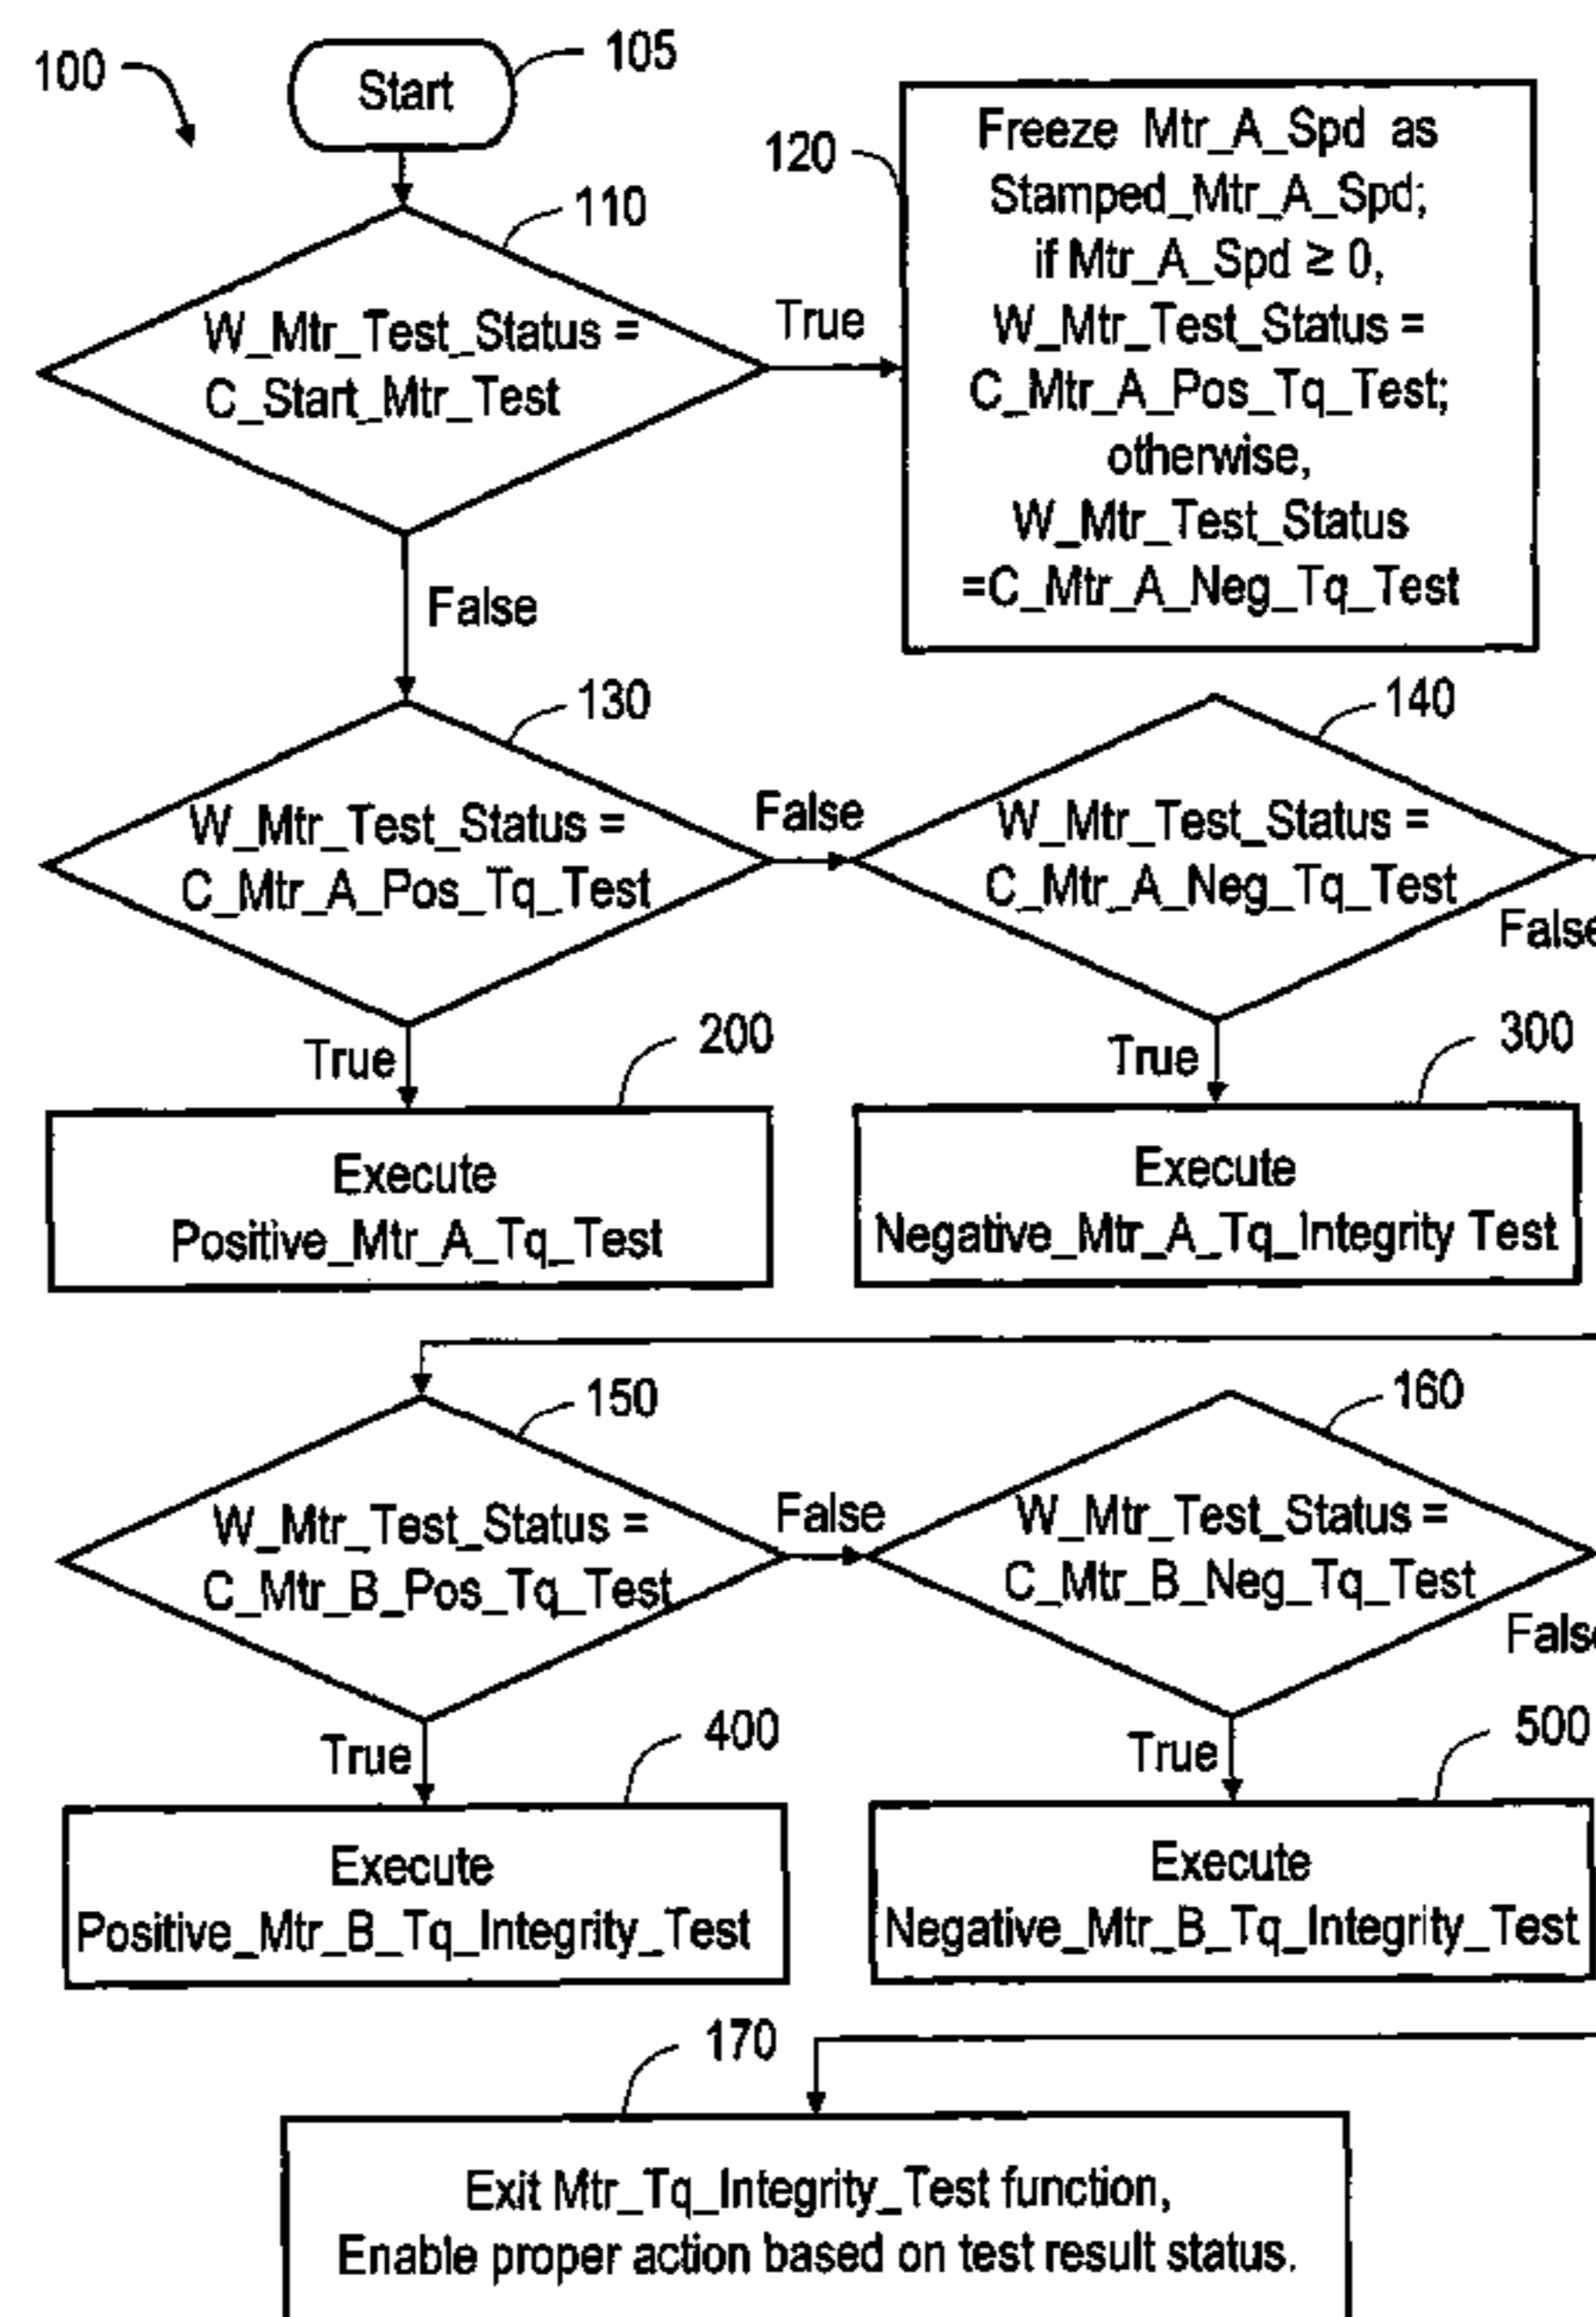 100
Start
105
110
W_Mtr_Test_Status =
C_Start_Mtr_Test
True
False
120
Freeze Mtr_A_Spd as
Stamped_Mtr_A_Spd;
if Mtr_A_Spd ≥ 0,
W_Mtr_Test_Status =
C_Mtr_A_Pos_Tq_Test;
otherwise,
W_Mtr_Test_Status
=C_Mtr_A_Neg_Tq_Test
130
W_Mtr_Test_Status =
C_Mtr_A_Pos_Tq_Test
False
True
140
W_Mtr_Test_Status =
C_Mtr_A_Neg_Tq_Test
False
True
200
Execute
Positive_Mtr_A_Tq_Test
300
Execute
Negative_Mtr_A_Tq_Integrity Test
150
W_Mtr_Test_Status =
C_Mtr_B_Pos_Tq_Test
False
True
160
W_Mtr_Test_Status =
C_Mtr_B_Neg_Tq_Test
False
True
400
Execute
Positive_Mtr_B_Tq_Integrity_Test
500
Execute
Negative_Mtr_B_Tq_Integrity_Test
170
Exit Mtr_Tq_Integrity_Test function,
Enable proper action based on test result status.